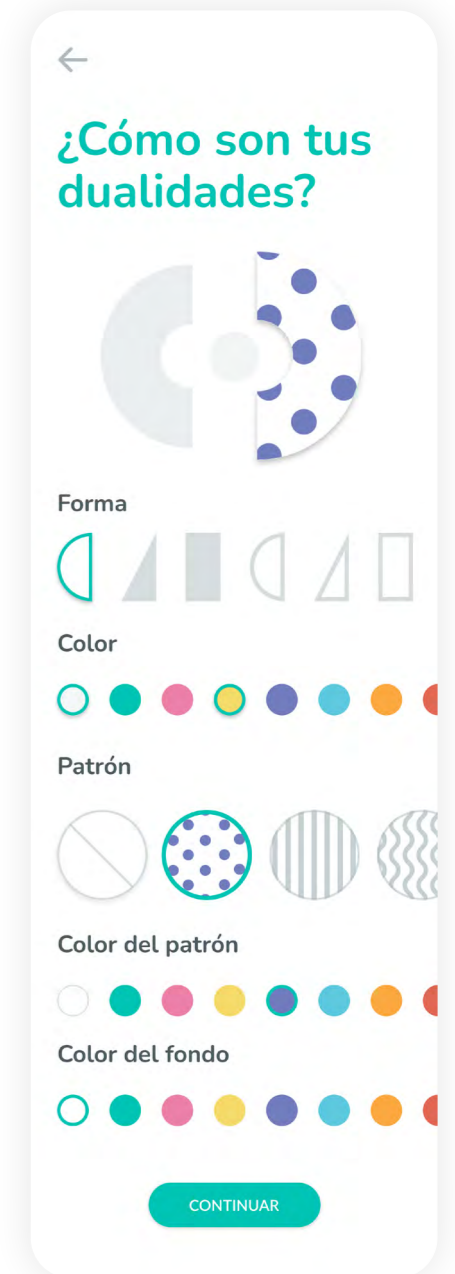 ¿Cómo son tus
dualidades?
Forma
Color
Patrón
Color del patrón
Color del fondo
CONTINUAR